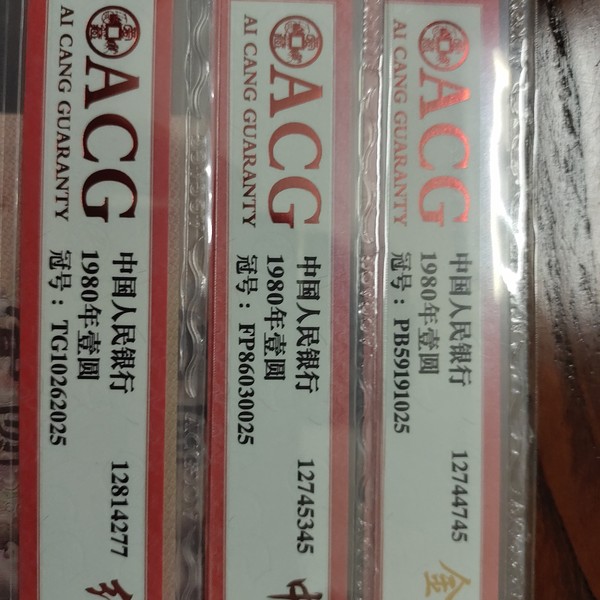 ACG
AI CANG GUARANTY
中国人民银行
1980年壹圆
冠号：PB59191025
12744745
金
ACG
AI CANG GUARANTY
中国人民银行
1980年壹圆
冠号：FP86030025
12745345
ACG
AI CANG GUARANTY
中国人民银行
1980年壹圆
冠号：TG10262025
12814277